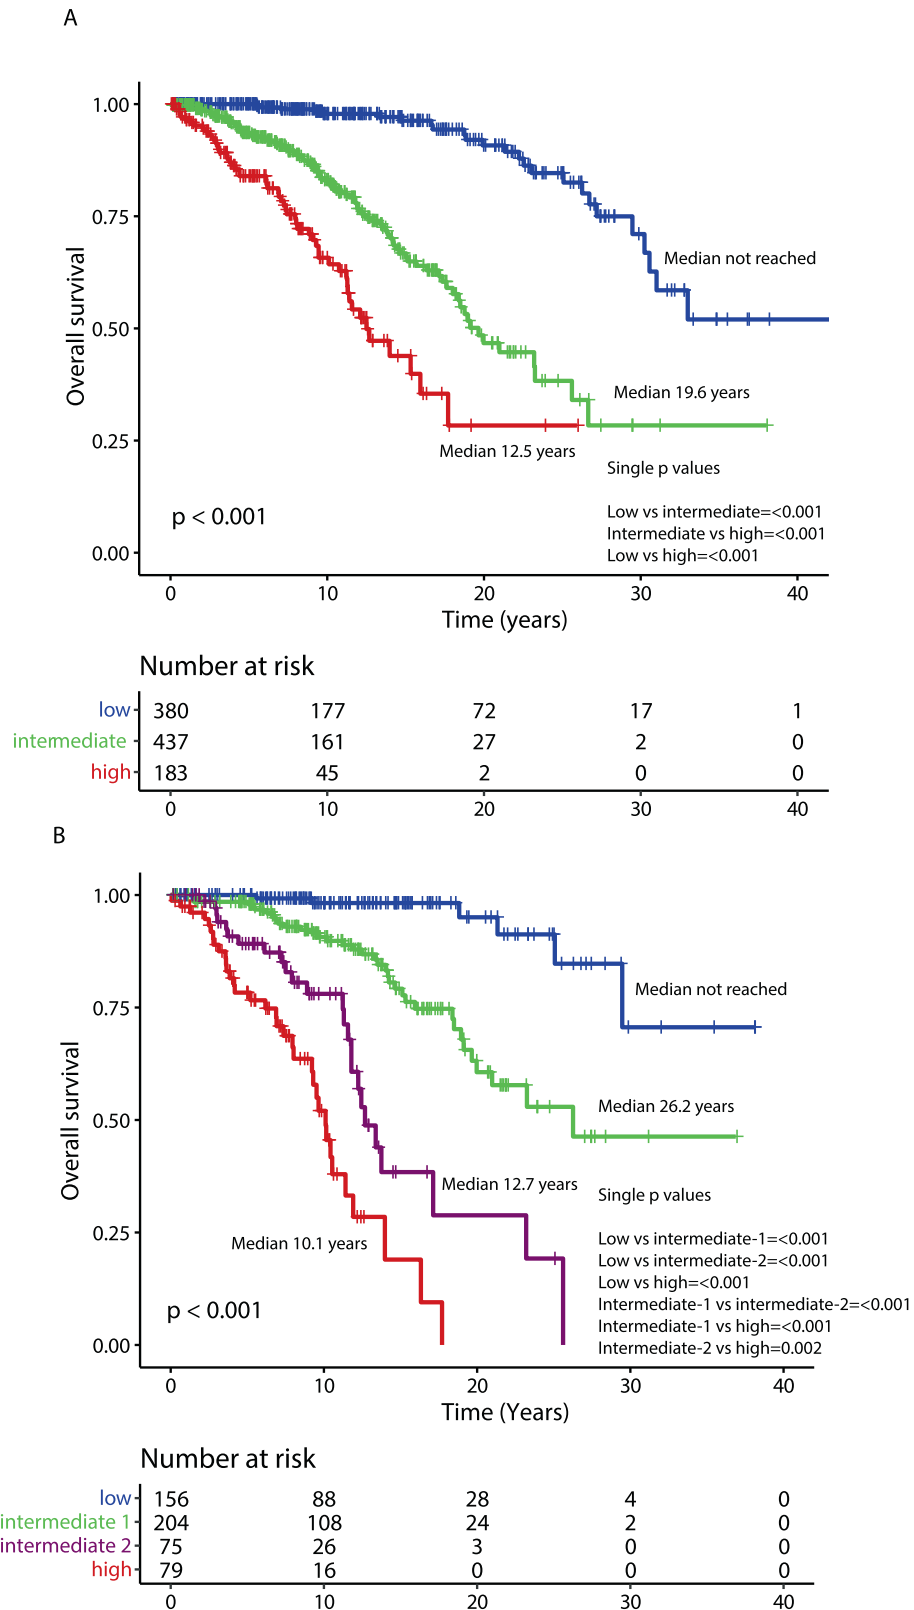 A
1.00
0.75
0.50
0.25
0.00
Overall survival
Median not reached
Median 19.6 years
Median 12.5 years
Single p values
Low vs intermediate=<0.001
Intermediate vs high=<0.001
Low vs high=<0.001
p < 0.001
0 10 20 30 40
Time (years)
Number at risk
low 380 177 72 17 1
intermediate 437 161 27 2 0
high 183 45 2 0 0
0 10 20 30 40
B
1.00
0.75
0.50
0.25
0.00
Overall survival
Median not reached
Median 26.2 years
Median 12.7 years
Median 10.1 years
Single p values
Low vs intermediate-1=<0.001
Low vs intermediate-2=<0.001
Low vs high=<0.001
Intermediate-1 vs intermediate-2=<0.001
Intermediate-1 vs high=<0.001
Intermediate-2 vs high=0.002
p < 0.001
0 10 20 30 40
Time (Years)
Number at risk
low 156 88 28 4 0
intermediate 1 204 108 24 2 0
intermediate 2 75 26 3 0 0
high 79 16 0 0 0
0 10 20 30 40